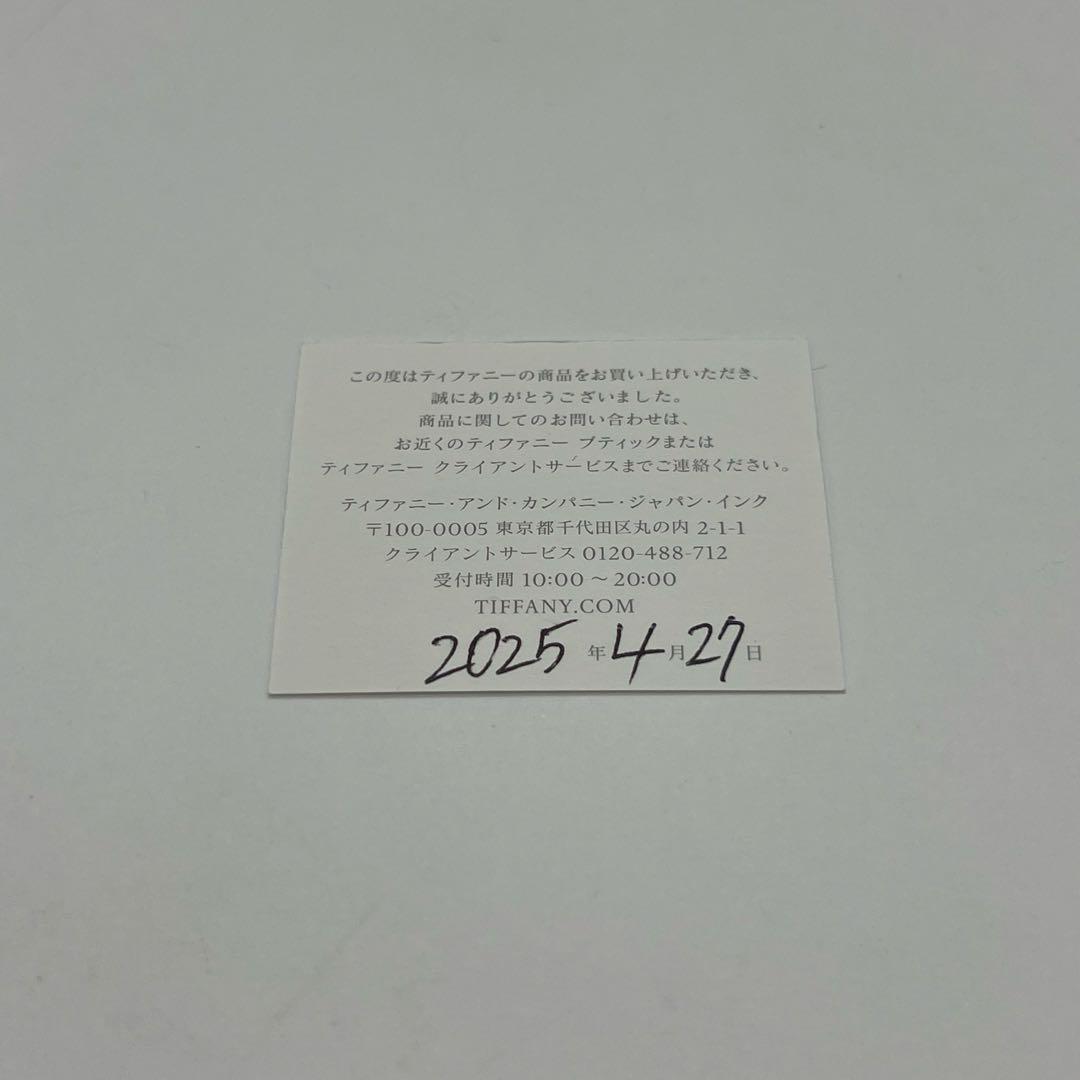 この度はティファニーの商品をお買い上げいただき、
誠にありがとうございました。
商品に関してのお問い合わせは、
お近くのティファニー ブティックまたは
ティファニー クライアントサービスまでご連絡ください。
ティファニー・アンド・カンパニー・ジャパン・インク
〒100-0005 東京都千代田区丸の内 2-1-1
クライアントサービス 0120-488-712
受付時間 10:00 ～ 20:00
TIFFANY.COM
2025 年 4 月 27 日